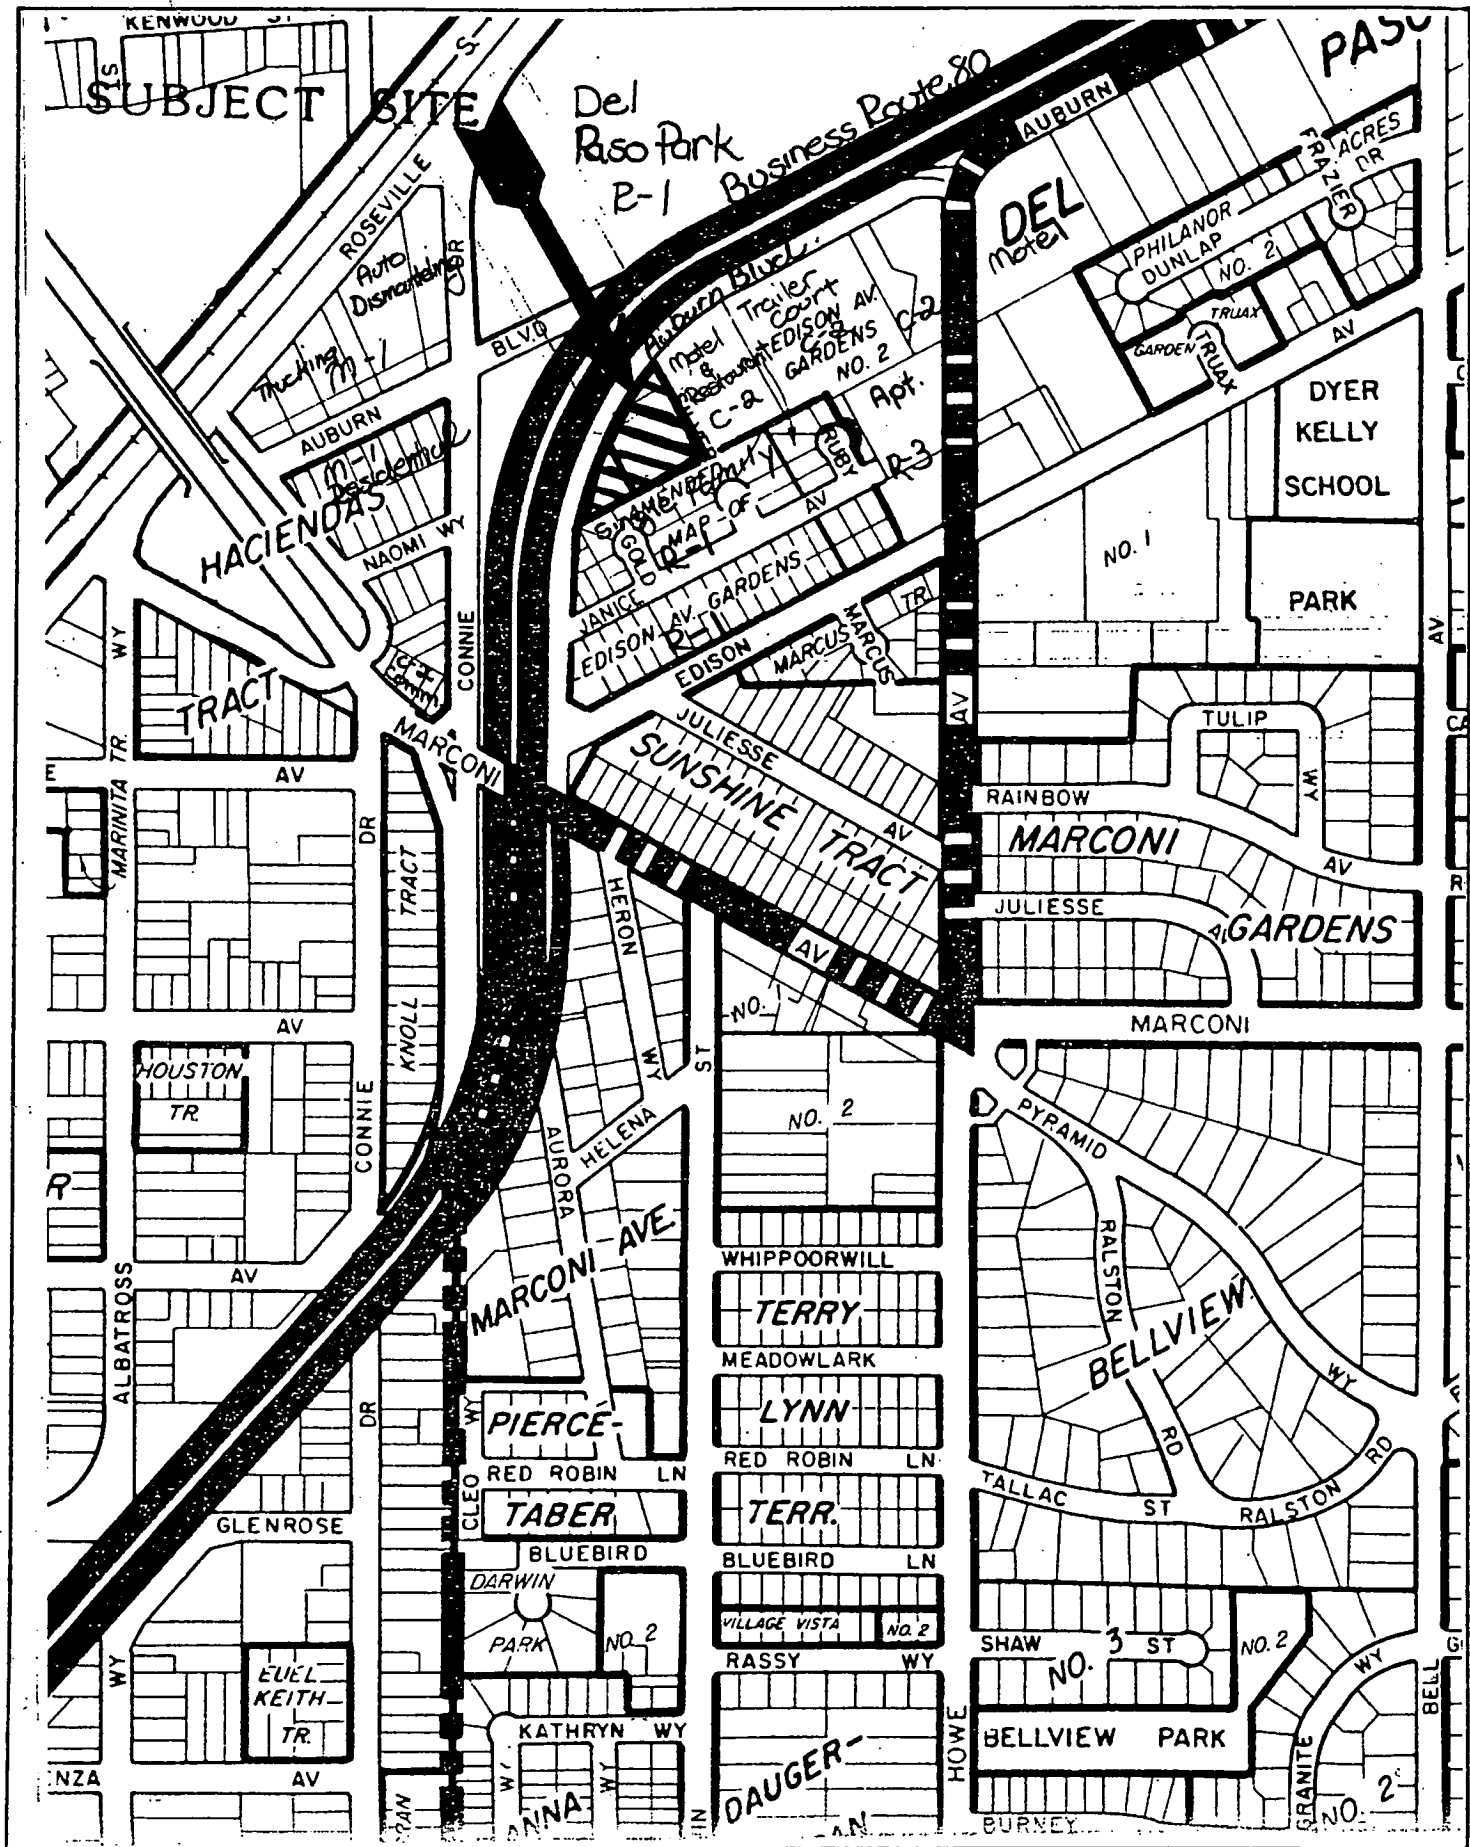 KENWOOD ST
ST
SUBJECT SITE
S.
Del
Paso Park
Business Route 80
PASO
AUBURN
FRAZIER
ACRES
DR
ROSEVILLE
Auto
Dismantling
DEL
Motel
PHILANOR
DUNLAP
NO. 2
TRUAX
GARDEN
TRUAX
AV
BLVD
Auburn Blvd.
Trailer
Court
EDISON AV.
C-2
GARDENS
NO. 2
C-2
Motel
&
Restaurant
C-2
Trucking
M-1
AUBURN
M-1
Residential
Apt.
R-3
RUBY
DYER
KELLY
SCHOOL
HACIENDAS
NAOMI WY
Single Family
AMENDED
MAP OF
R-1
GOLD
AV
JANICE
EDISON AV. GARDENS
R-1
NO. 1
PARK
AV
WY
CONNIE
EDISON
MARCUS
MARCUS
TR.
TRACT
AV
TR.
MARINITA
MARCONI
JULIESSE
AV
SUNSHINE TRACT
TULIP
WY
RAINBOW
AV
MARCONI
GARDENS
JULIESSE
AV
DR
TRACT
KNOLL
HERON
WY
AV
NO.
ST
MARCONI
AV
HOUSTON
TR.
CONNIE
NO. 2
AURORA
HELENA
PYRAMID
RALSTON
WHIPPOORWILL
MARCONI AVE.
TERRY
BELLVIEW
AV
ALBATROSS
MEADOWLARK
WY
DR
WY
PIERCE-
LYNN
RD
RED ROBIN LN
RED ROBIN LN
RD
TALLAC
ST
RALSTON
CLEO
TABER
TERR.
GLENROSE
BLUEBIRD
BLUEBIRD LN
DARWIN
PARK
NO. 2
VILLAGE VISTA
NO. 2
SHAW
ST
NO. 3
NO. 2
WY
WY
EUEL
KEITH
TR.
RASSY WY
BELL
KATHRYN WY
HOWE
BELLVIEW PARK
DAUGER-
GRANITE
NO. 2
ENZA
AV
WY
WY
ANNA
BURNEY